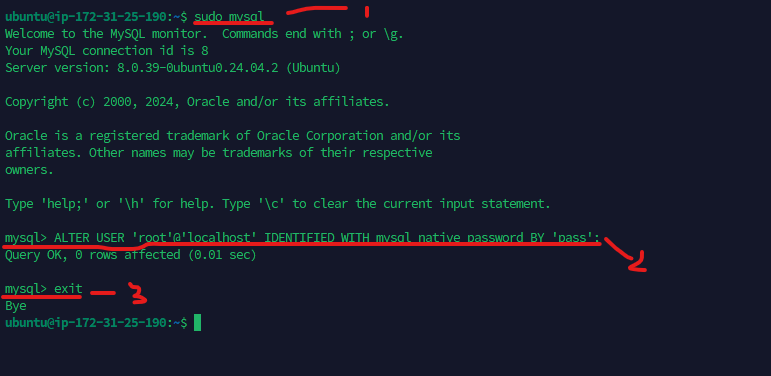 ubuntu@ip-172-31-25-190:~$ sudo mysql 1
Welcome to the MySQL monitor.  Commands end with ; or \g.
Your MySQL connection id is 8
Server version: 8.0.39-0ubuntu0.24.04.2 (Ubuntu)
Copyright (c) 2000, 2024, Oracle and/or its affiliates.
Oracle is a registered trademark of Oracle Corporation and/or its
affiliates. Other names may be trademarks of their respective
owners.
Type 'help;' or '\h' for help. Type '\c' to clear the current input statement.
mysql> ALTER USER 'root'@'localhost' IDENTIFIED WITH mysql_native_password BY 'pass';
2
Query OK, 0 rows affected (0.01 sec)
mysql> exit 3
Bye
ubuntu@ip-172-31-25-190:~$